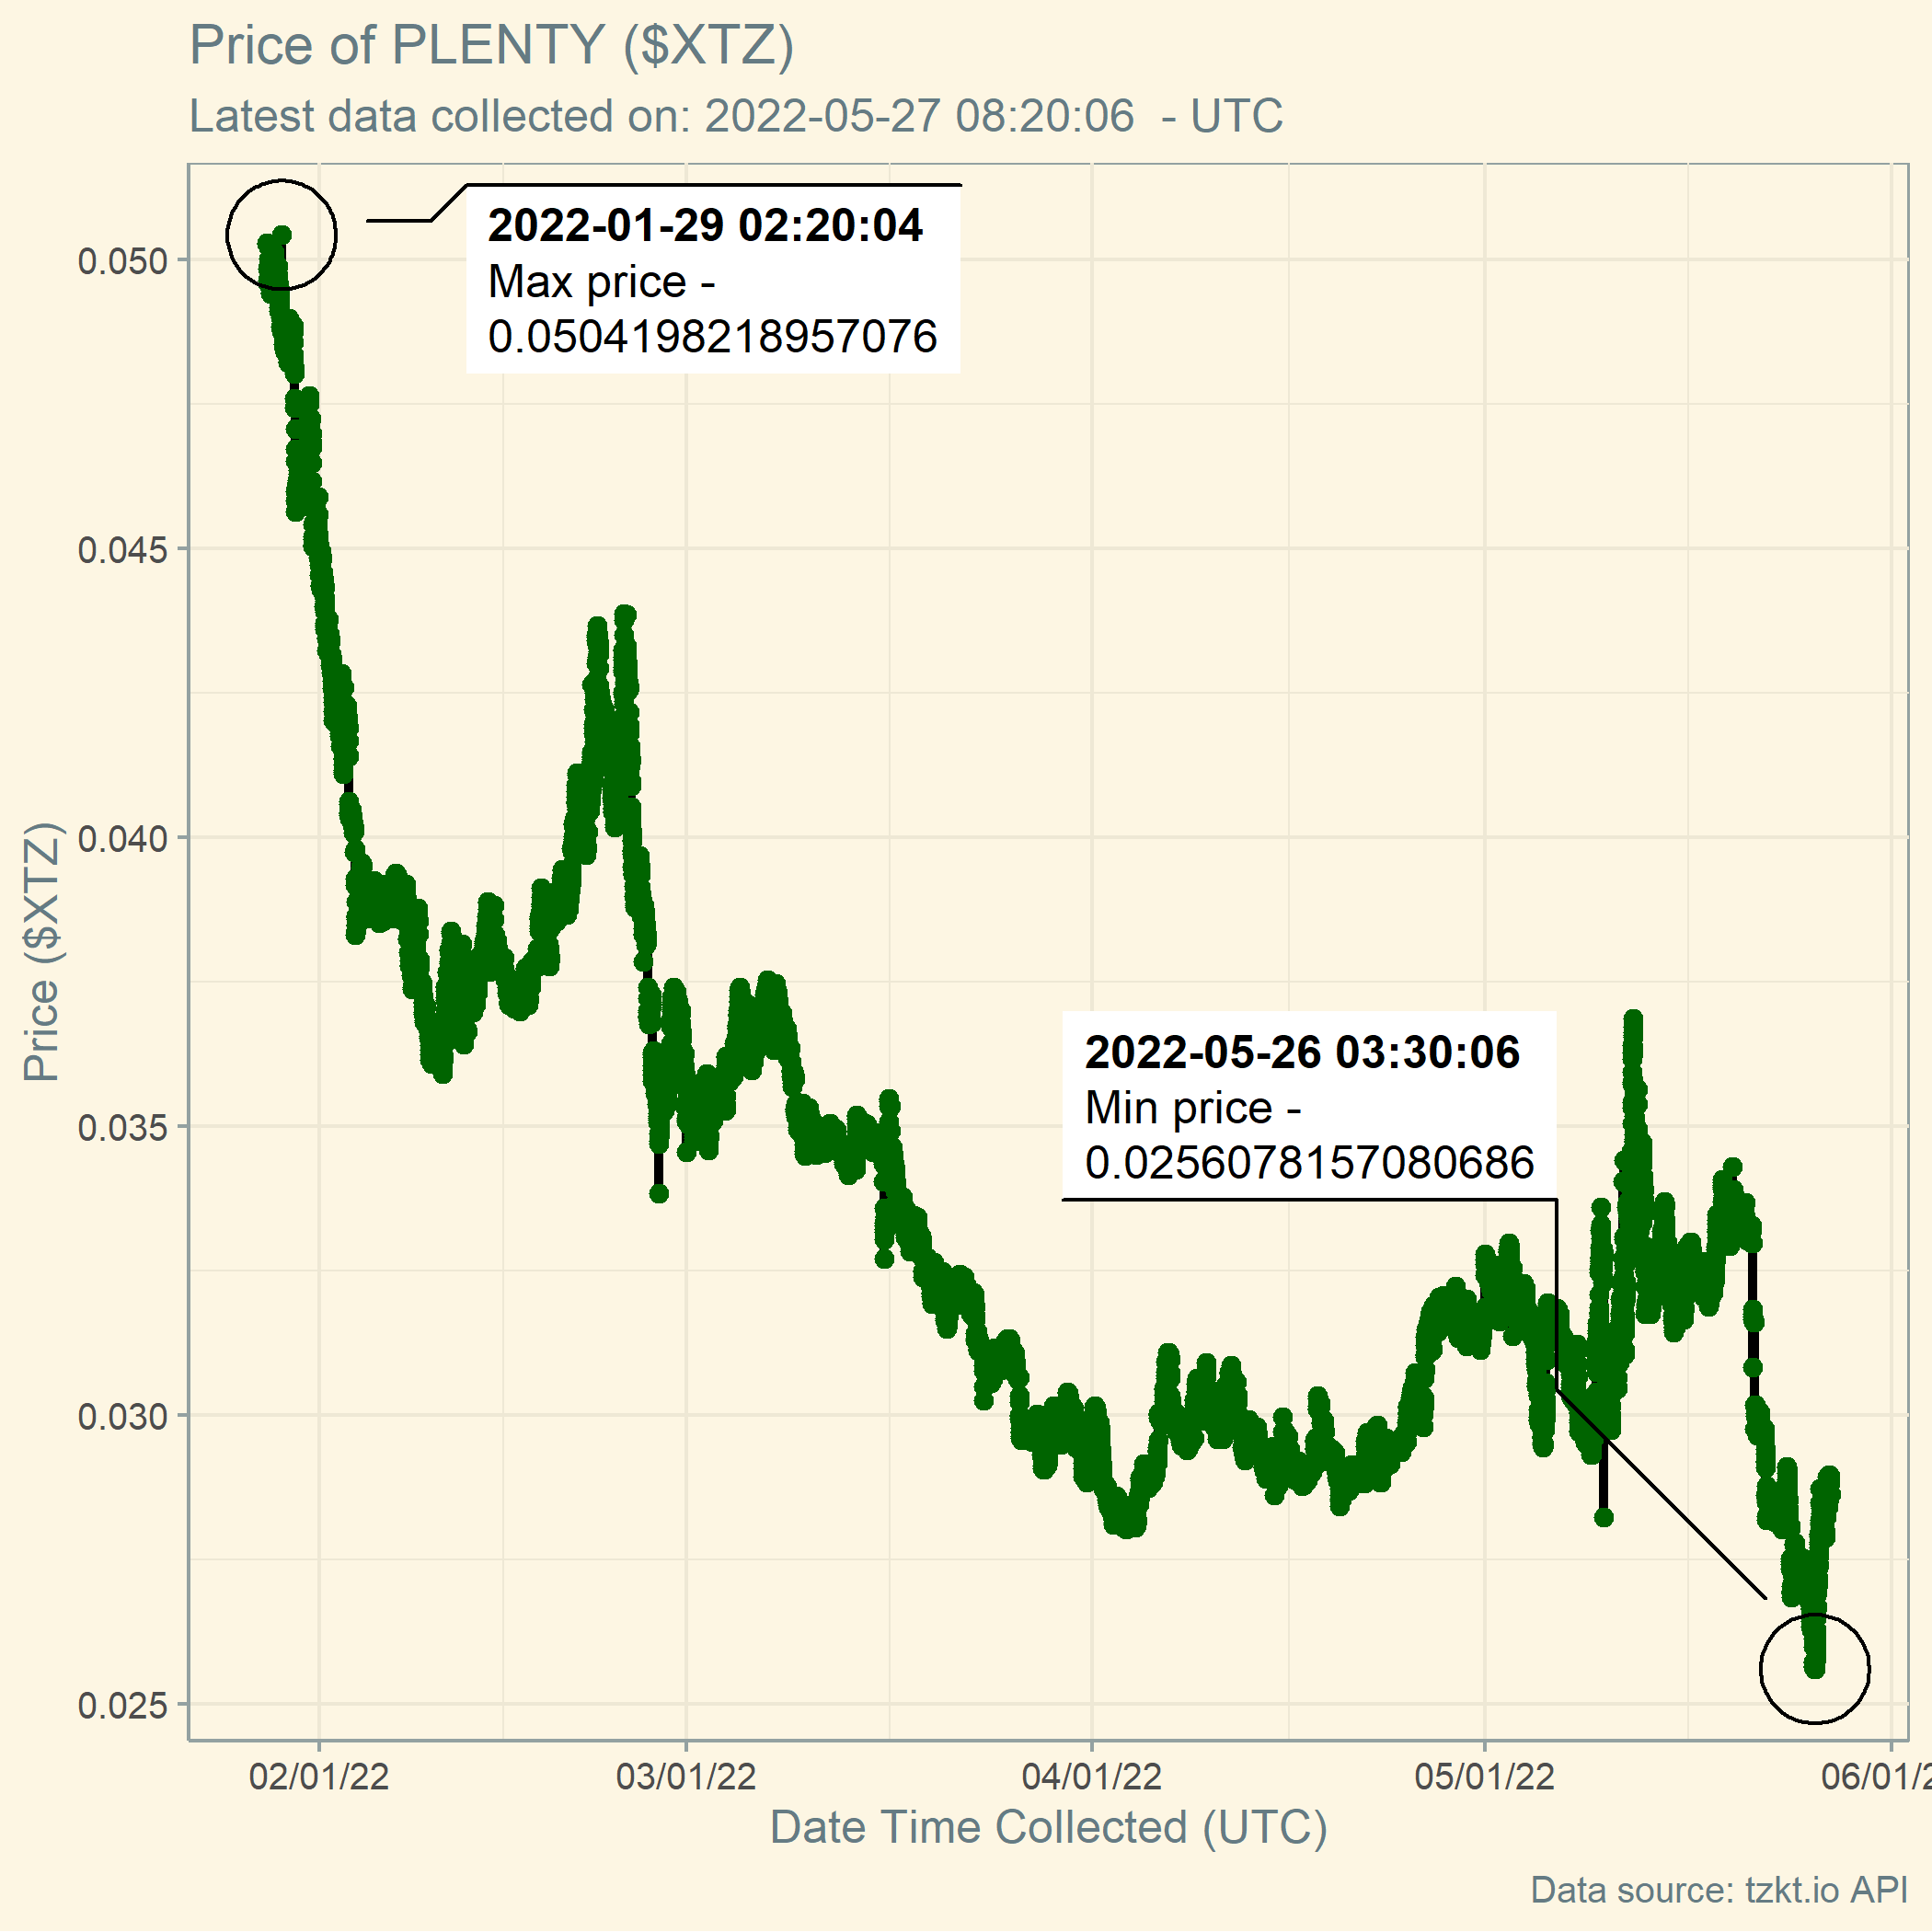 Price of PLENTY ($XTZ)
Latest data collected on: 2022-05-27 08:20:06  - UTC
2022-01-29 02:20:04
Max price -
0.0504198218957076
2022-05-26 03:30:06
Min price -
0.0256078157080686
Price ($XTZ)
0.050
0.045
0.040
0.035
0.030
0.025
02/01/22
03/01/22
04/01/22
05/01/22
06/01/2
Date Time Collected (UTC)
Data source: tzkt.io API